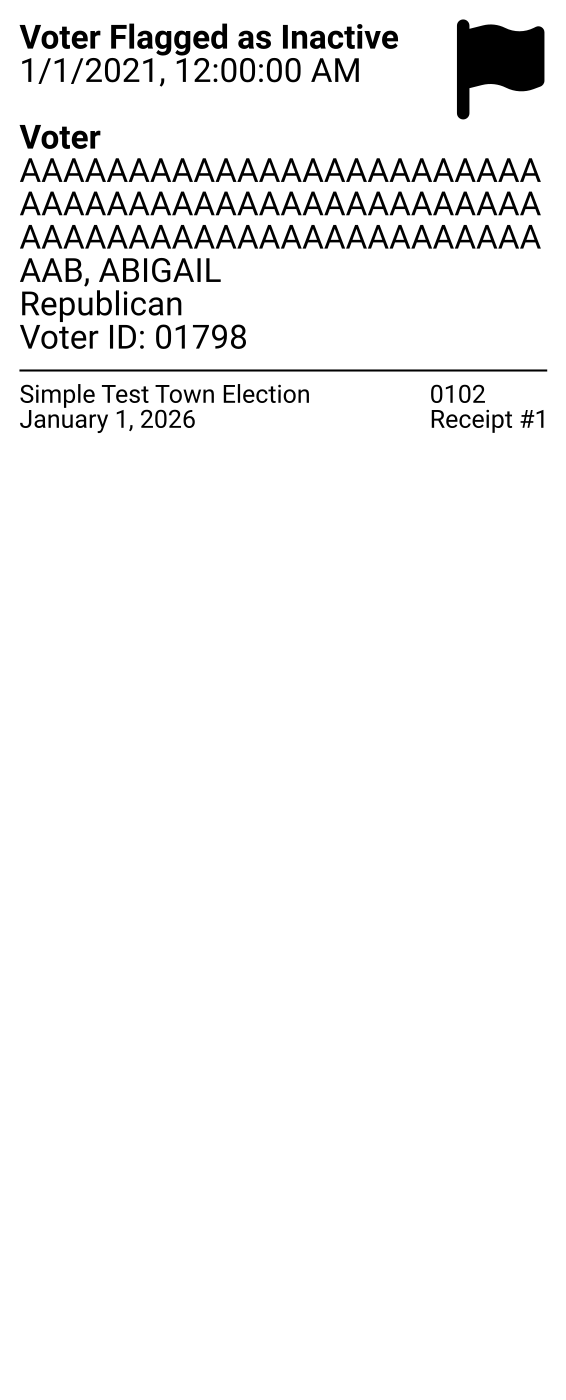 Voter Flagged as Inactive
1/1/2021, 12:00:00 AM
Voter
AAAAAAAAAAAAAAAAAAAAAAAA
AAAAAAAAAAAAAAAAAAAAAAAA
AAAAAAAAAAAAAAAAAAAAAAAA
AAB, ABIGAIL
Republican
Voter ID: 01798
Simple Test Town Election
January 1, 2026
0102
Receipt #1